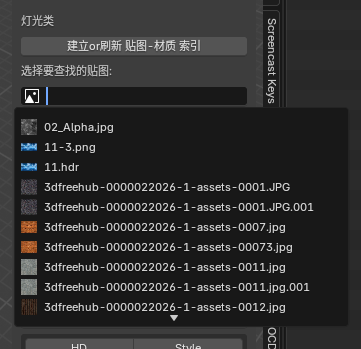 灯光类
建立or刷新 贴图-材质 索引
选择要查找的贴图:
02_Alpha.jpg
11-3.png
11.hdr
3dfreehub-0000022026-1-assets-0001.JPG
3dfreehub-0000022026-1-assets-0001.JPG.001
3dfreehub-0000022026-1-assets-0007.jpg
3dfreehub-0000022026-1-assets-00073.jpg
3dfreehub-0000022026-1-assets-0011.jpg
3dfreehub-0000022026-1-assets-0011.jpg.001
3dfreehub-0000022026-1-assets-0012.jpg
HD
Style
Screencast Keys
OCD